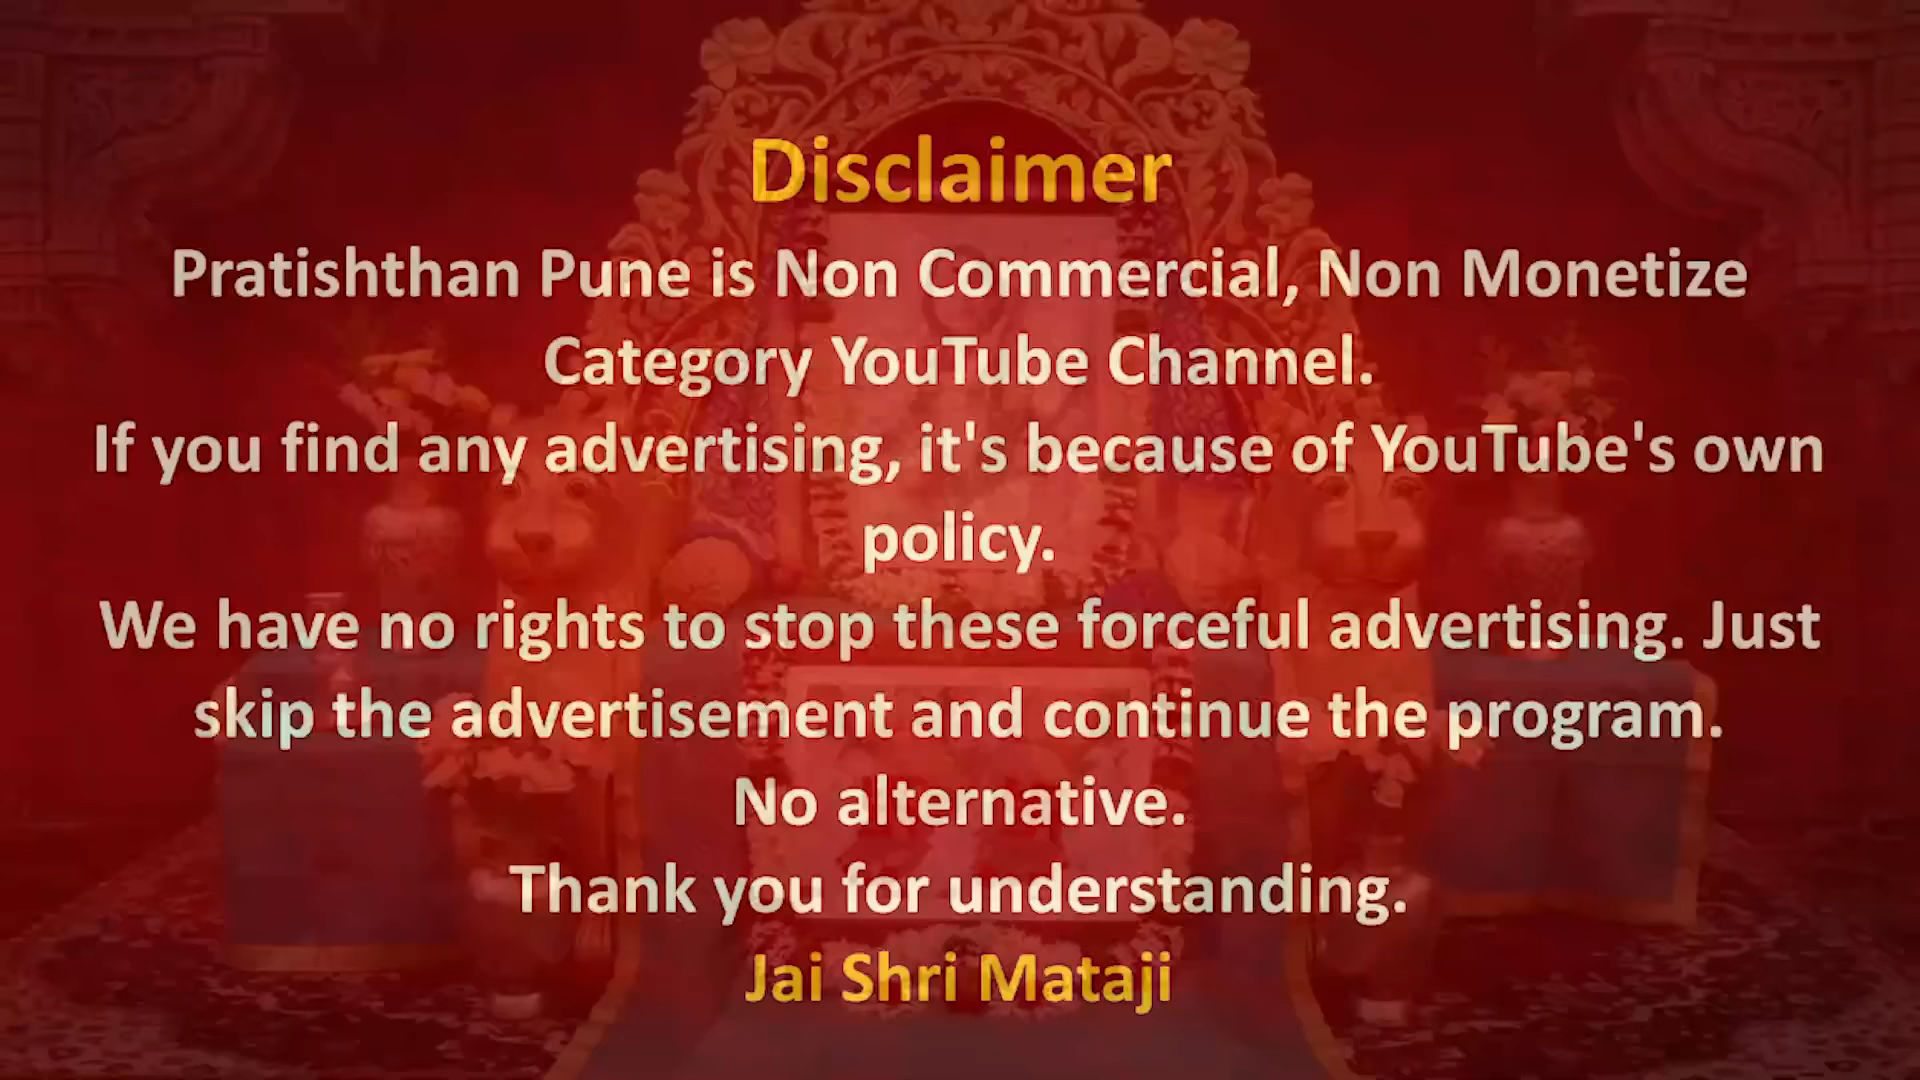 Disclaimer
Pratishthan Pune is Non Commercial, Non Monetize
Category YouTube Channel.
If you find any advertising, it's because of YouTube's own
policy.
We have no rights to stop these forceful advertising. Just
skip the advertisement and continue the program.
No alternative.
Thank you for understanding.
Jai Shri Mataji